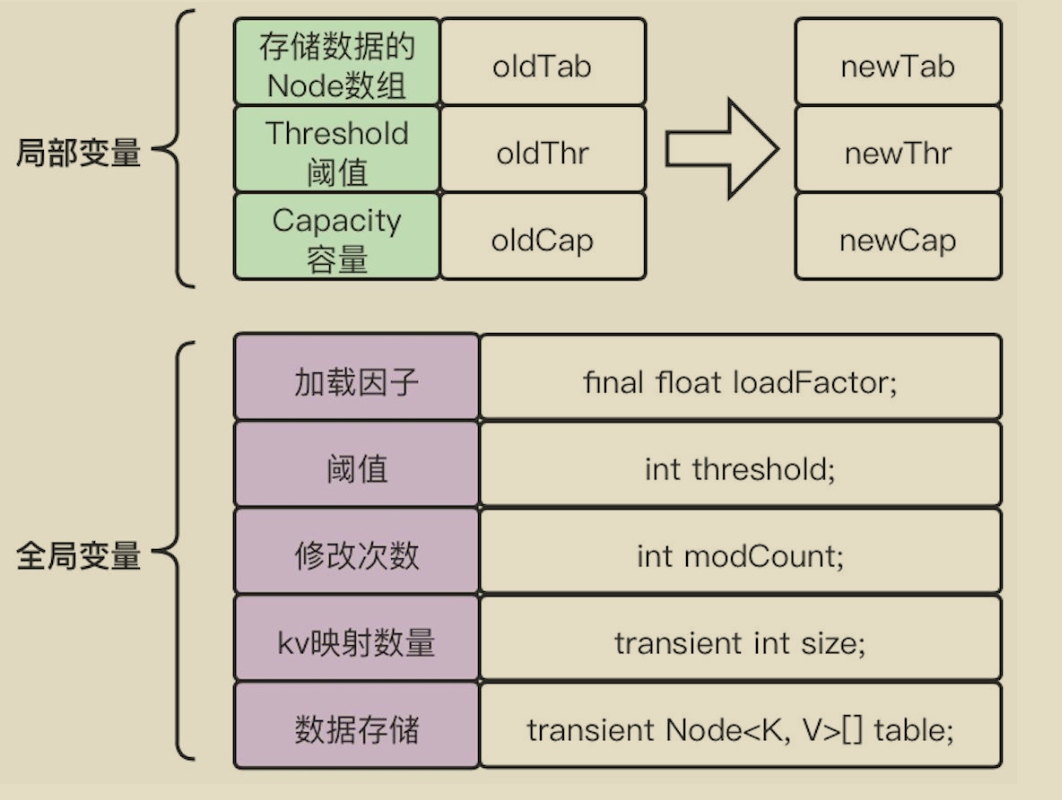 局部变量
存储数据的
Node数组
oldTab
newTab
Threshold
阈值
oldThr
newThr
Capacity
容量
oldCap
newCap
全局变量
加载因子
final float loadFactor;
阈值
int threshold;
修改次数
int modCount;
kv映射数量
transient int size;
数据存储
transient Node<K, V>[] table;